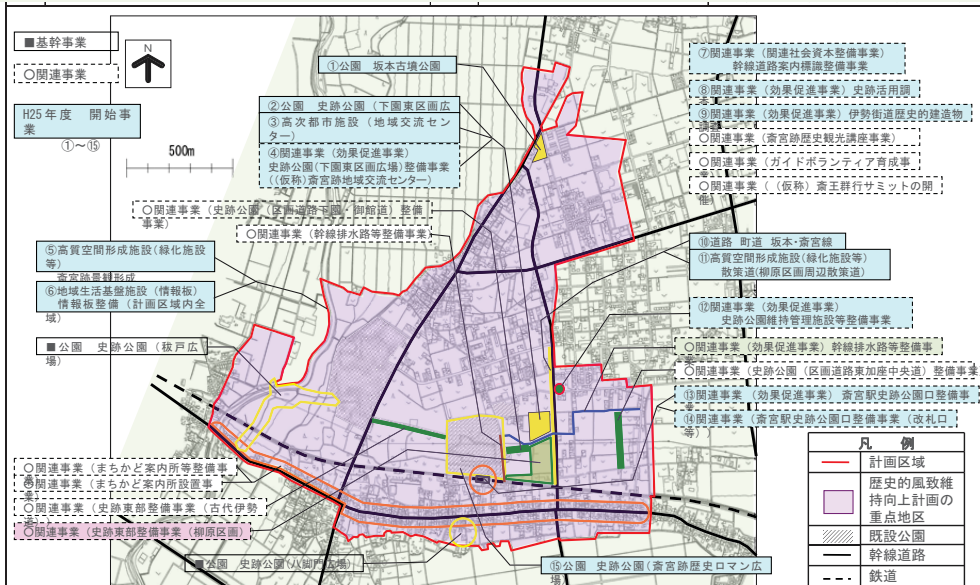 ■基幹事業
○関連事業
N
H25年度 開始事
業
①～⑮
500m
①公園 坂本古墳公園
②公園 史跡公園（下園東区画広
③高次都市施設（地域交流セン
ター）
④関連事業（効果促進事業）
史跡公園(下園東区画広場)整備事業
((仮称)斎宮跡地域交流センター)
○関連事業（史跡公園（区画道路下園・御館道）整備
事業）
○関連事業（幹線排水路等整備事業）
⑤高質空間形成施設(緑化施設
等)
斎宮跡景観形成
⑥地域生活基盤施設（情報板）
情報板整備（計画区域内全
域）
■公園 史跡公園（祓戸広
場）
○関連事業（まちかど案内所等整備事
業）
○関連事業（まちかど案内所設置事
業）
○関連事業（史跡東部整備事業（古代伊勢
道）
○関連事業（史跡東部整備事業（柳原区画）
■公園 史跡公園(八脚門広場)
⑦関連事業（関連社会資本整備事業）
幹線道路案内標識整備事業
⑧関連事業（効果促進事業）史跡活用調
⑨関連事業（効果促進事業）伊勢街道歴史的建造物
調査
○関連事業（斎宮跡歴史観光講座事業）
○関連事業（ガイドボランティア育成事
業）
○関連事業（（仮称）斎王群行サミットの開
催）
⑩道路 町道 坂本・斎宮線
⑪高質空間形成施設(緑化施設等)
散策道(柳原区画周辺散策道)
⑫関連事業（効果促進事業）
史跡公園維持管理施設等整備事業
○関連事業（効果促進事業）幹線排水路等整備事
業
○関連事業（史跡公園（区画道路東加座中央道）整備事業
⑬関連事業（効果促進事業） 斎宮駅史跡公園口整備事
⑭関連事業（斎宮駅史跡公園口整備事業（改札口
等）
⑮公園 史跡公園(斎宮跡歴史ロマン広
場）
凡 例
計画区域
歴史的風致維
持向上計画の
重点地区
既設公園
幹線道路
鉄道